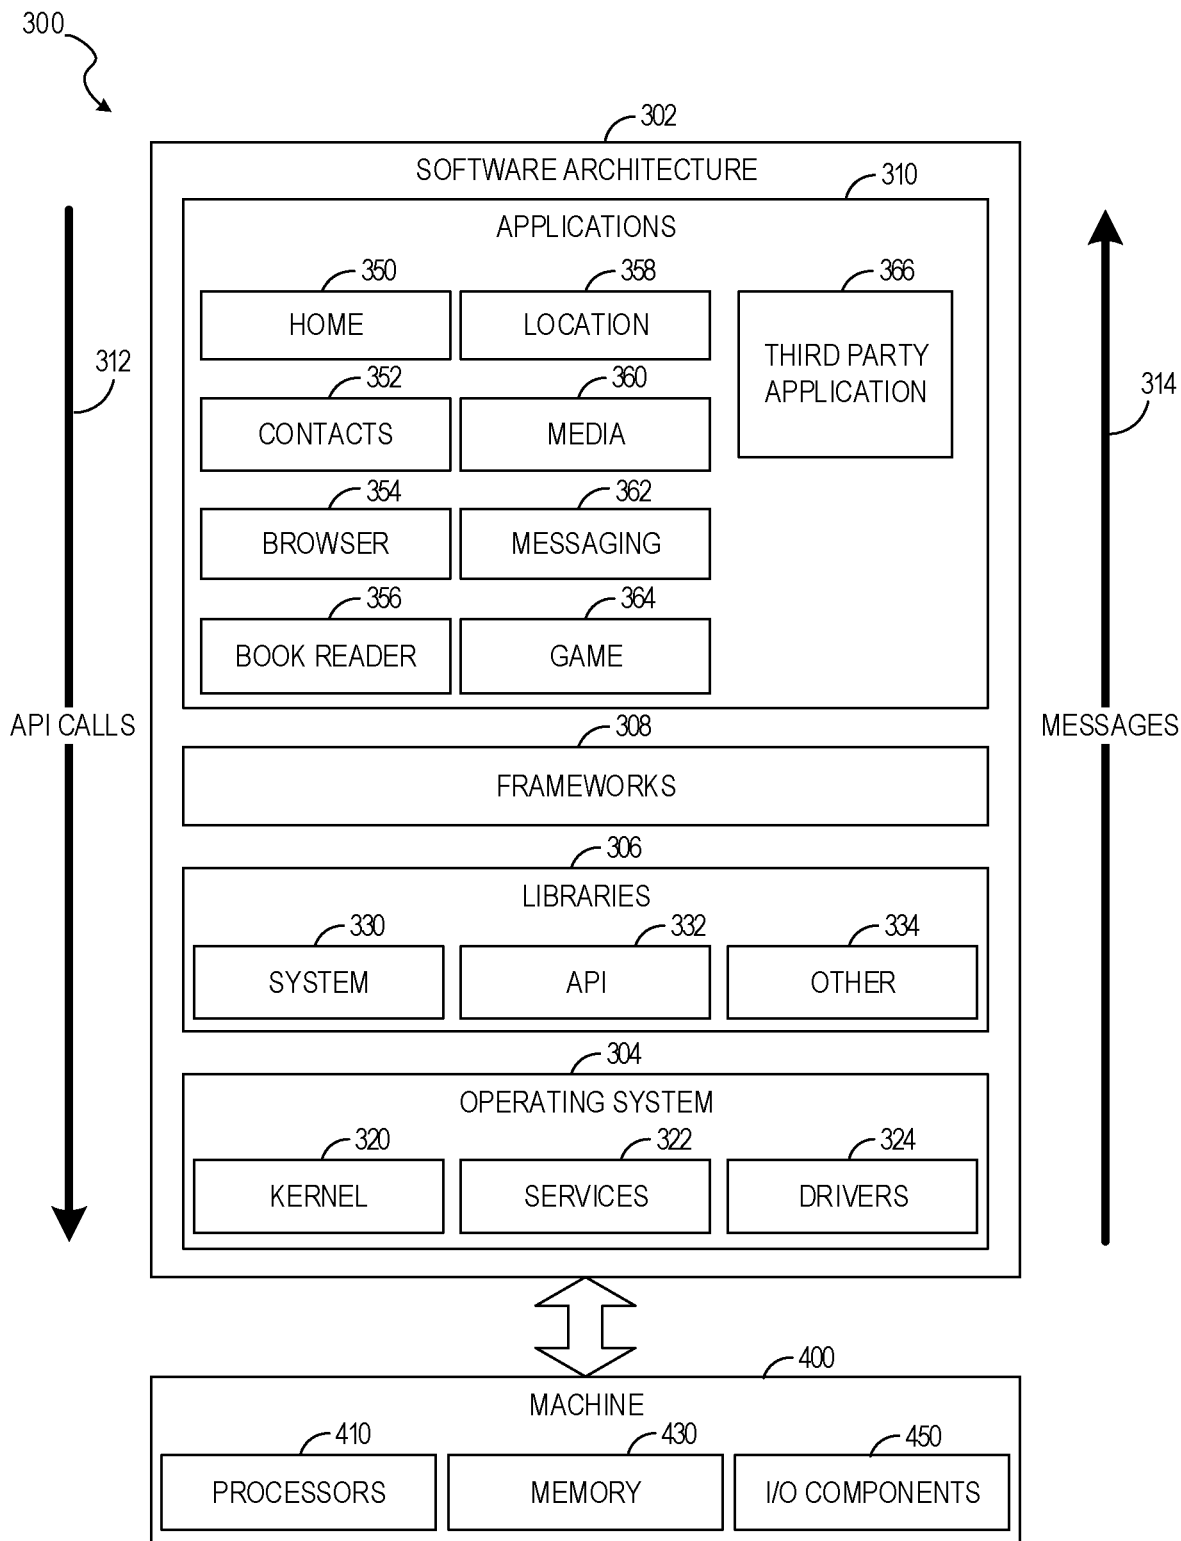 300
302
SOFTWARE ARCHITECTURE
310
APPLICATIONS
350
358
366
HOME
LOCATION
THIRD PARTY
APPLICATION
312
352
360
314
CONTACTS
MEDIA
354
362
BROWSER
MESSAGING
356
364
BOOK READER
GAME
API CALLS
308
MESSAGES
FRAMEWORKS
306
LIBRARIES
330
332
334
SYSTEM
API
OTHER
304
OPERATING SYSTEM
320
322
324
KERNEL
SERVICES
DRIVERS
400
MACHINE
410
430
450
PROCESSORS
MEMORY
I/O COMPONENTS